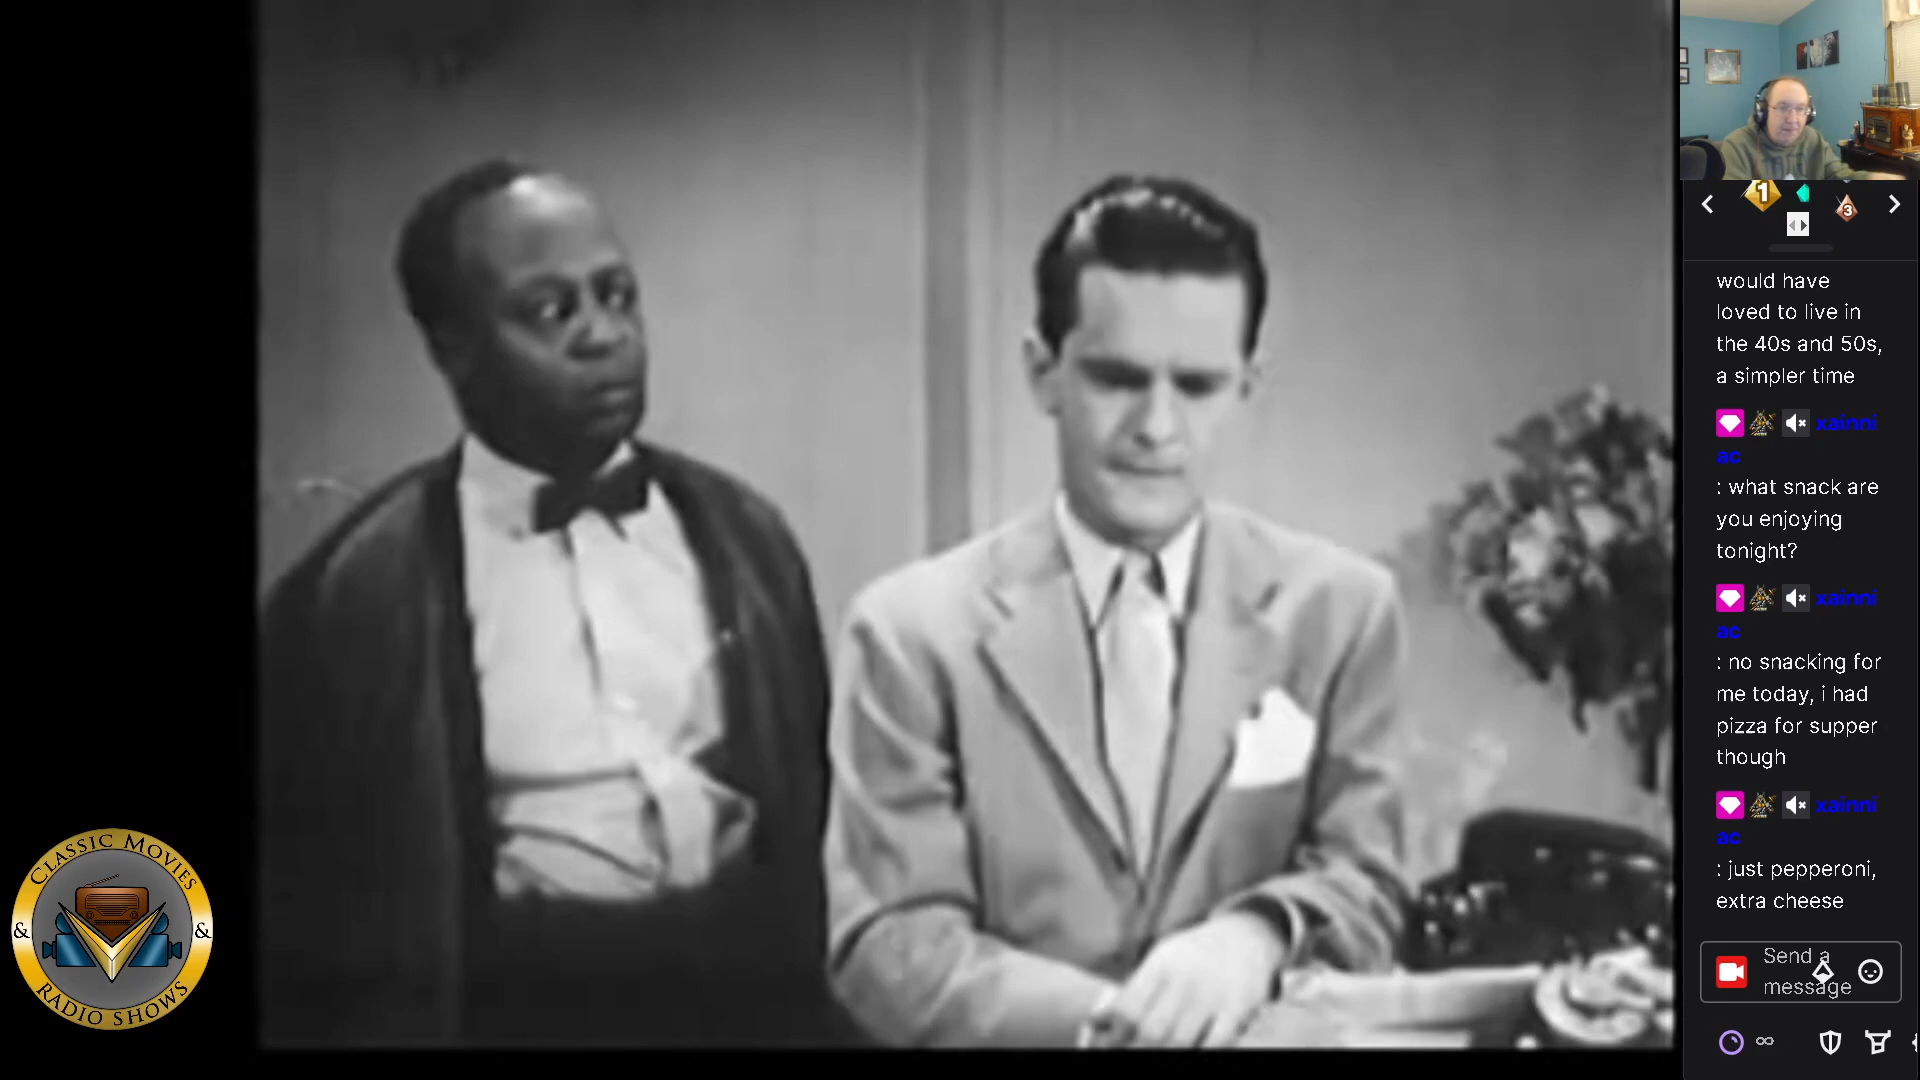 1
3
would have
loved to live in
the 40s and 50s,
a simpler time
xainni
ac
: what snack are
you enjoying
tonight?
xainni
ac
: no snacking for
me today, i had
pizza for supper
though
xainni
ac
: just pepperoni,
extra cheese
Send a
message
CLASSIC MOVIES
& &
RADIO SHOWS